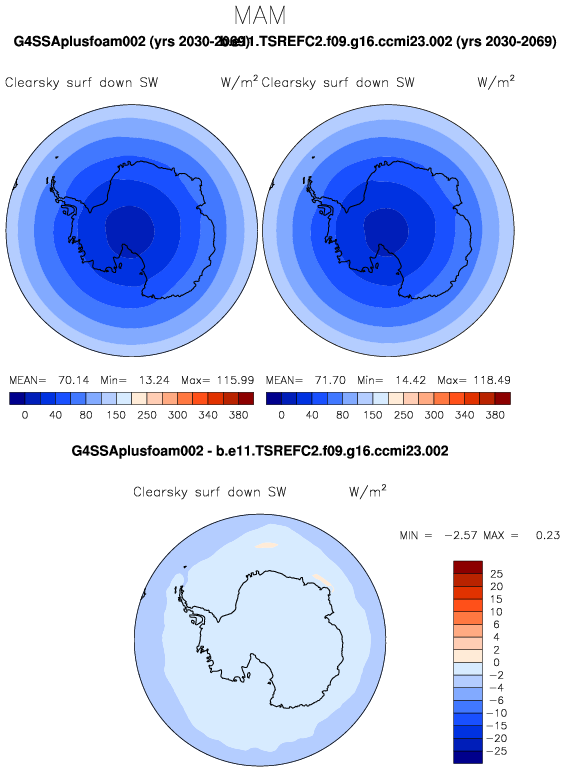 MAM
G4SSAplusfoam002 (yrs 2030-2069) b.e11.TSREFC2.f09.g16.ccmi23.002 (yrs 2030-2069)
Clearsky surf down SW W/m² Clearsky surf down SW W/m²
MEAN= 70.14 Min= 13.24 Max= 115.99 MEAN= 71.70 Min= 14.42 Max= 118.49
0 40 80 150 250 300 340 380 0 40 80 150 250 300 340 380
G4SSAplusfoam002 - b.e11.TSREFC2.f09.g16.ccmi23.002
Clearsky surf down SW W/m²
MIN = -2.57 MAX = 0.23
25
20
15
10
6
4
2
0
-2
-4
-6
-10
-15
-20
-25